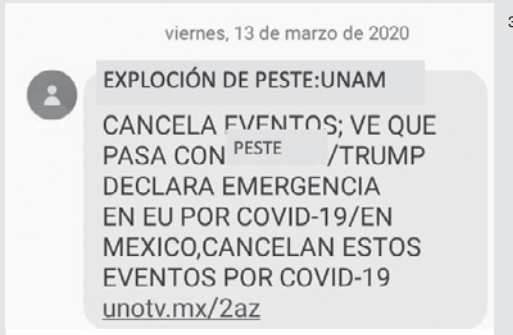 viernes, 13 de marzo de 2020
EXPLOCIÓN DE PESTE:UNAM
CANCELA EVENTOS; VE QUE
PASA CON PESTE /TRUMP
DECLARA EMERGENCIA
EN EU POR COVID-19/EN
MEXICO,CANCELAN ESTOS
EVENTOS POR COVID-19
unotv.mx/2az